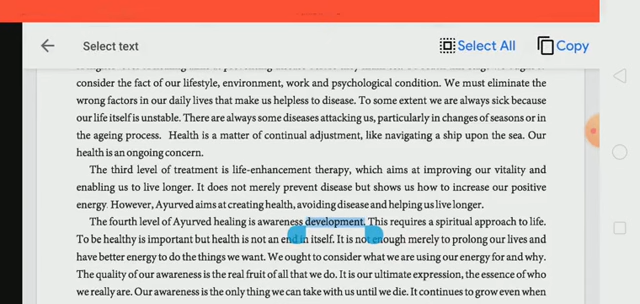 Select text
Select All
Copy
consider the fact of our lifestyle, environment, work and psychological condition. We must eliminate the
wrong factors in our daily lives that make us helpless to disease. To some extent we are always sick because
our life itself is unstable. There are always some diseases attacking us, particularly in changes of seasons or in
the ageing process. Health is a matter of continual adjustment, like navigating a ship upon the sea. Our
health is an ongoing concern.
The third level of treatment is life-enhancement therapy, which aims at improving our vitality and
enabling us to live longer. It does not merely prevent disease but shows us how to increase our positive
energy. However, Ayurved aims at creating health, avoiding disease and helping us live longer.
The fourth level of Ayurved healing is awareness development. This requires a spiritual approach to life.
To be healthy is important but health is not an end in itself. It is not enough merely to prolong our lives and
have better energy to do the things we want. We ought to consider what we are using our energy for and why.
The quality of our awareness is the real fruit of all that we do. It is our ultimate expression, the essence of who
we really are. Our awareness is the only thing we can take with us until we die. It continues to grow even when